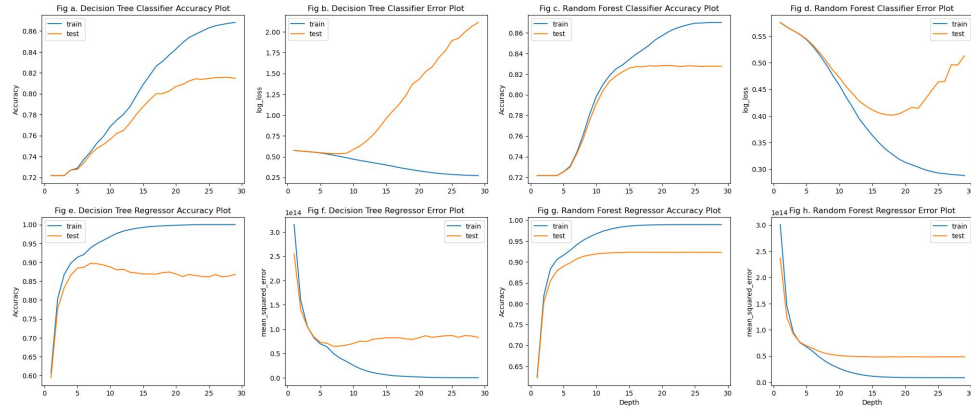 Fig a. Decision Tree Classifier Accuracy Plot
train
test
Accuracy
0.86
0.84
0.82
0.80
0.78
0.76
0.74
0.72
0 5 10 15 20 25 30
Fig b. Decision Tree Classifier Error Plot
train
test
log_loss
2.00
1.75
1.50
1.25
1.00
0.75
0.50
0.25
0 5 10 15 20 25 30
Fig c. Random Forest Classifier Accuracy Plot
train
test
Accuracy
0.86
0.84
0.82
0.80
0.78
0.76
0.74
0.72
0 5 10 15 20 25 30
Fig d. Random Forest Classifier Error Plot
train
test
log_loss
0.55
0.50
0.45
0.40
0.35
0.30
0 5 10 15 20 25 30
Fig e. Decision Tree Regressor Accuracy Plot
train
test
Accuracy
1.00
0.95
0.90
0.85
0.80
0.75
0.70
0.65
0.60
0 5 10 15 20 25 30
Fig f. Decision Tree Regressor Error Plot
1e14
train
test
mean_squared_error
3.0
2.5
2.0
1.5
1.0
0.5
0.0
0 5 10 15 20 25 30
Fig g. Random Forest Regressor Accuracy Plot
train
test
Accuracy
1.00
0.95
0.90
0.85
0.80
0.75
0.70
0.65
0 5 10 15 20 25 30
Depth
Fig h. Random Forest Regressor Error Plot
1e14
train
test
mean_squared_error
3.0
2.5
2.0
1.5
1.0
0.5
0.0
0 5 10 15 20 25 30
Depth